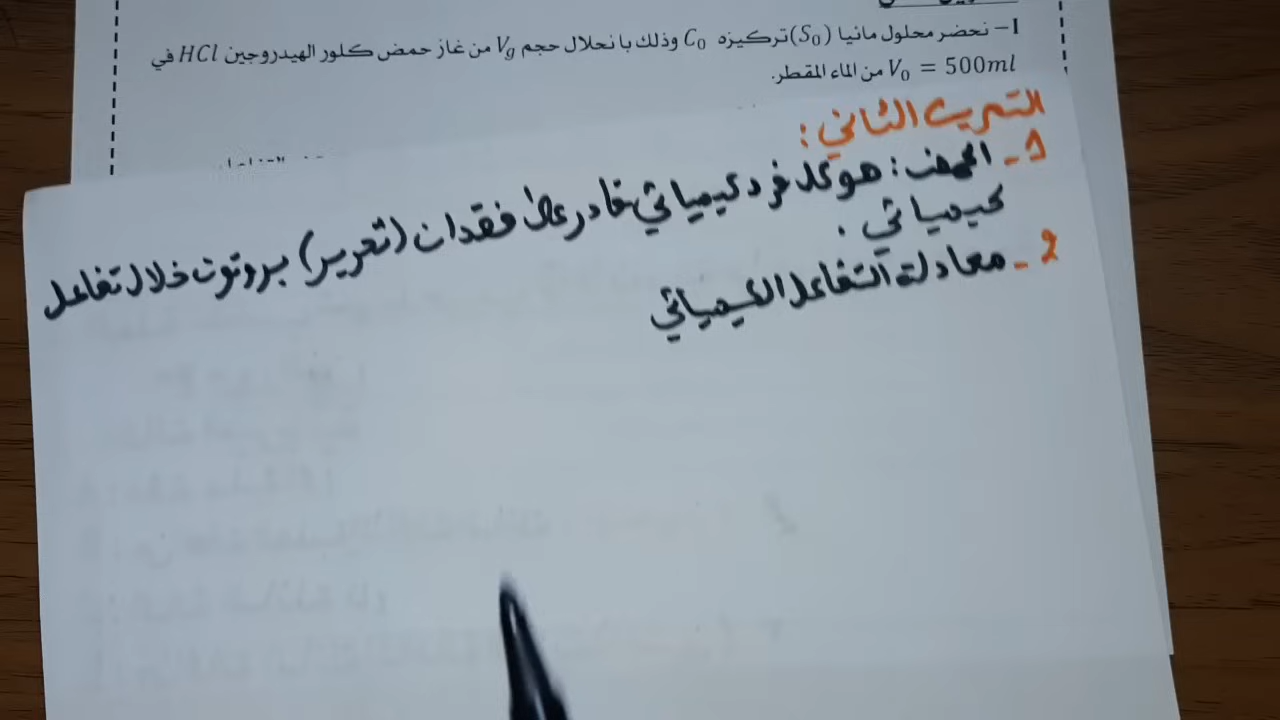 I- نحضر محلول مائيا (S₀) تركيزه C₀ وذلك بانحلال حجم V𝑔 من غاز حمض كلور الهيدروجين HCl في
V₀ = 500ml من الماء المقطر.
التمرين الثاني :
1- الحمض : هو كل فرد كيميائي قادر على فقدان (تحرير) بروتون خلال تفاعل
كيميائي .
2- معادلة التفاعل الكيميائي